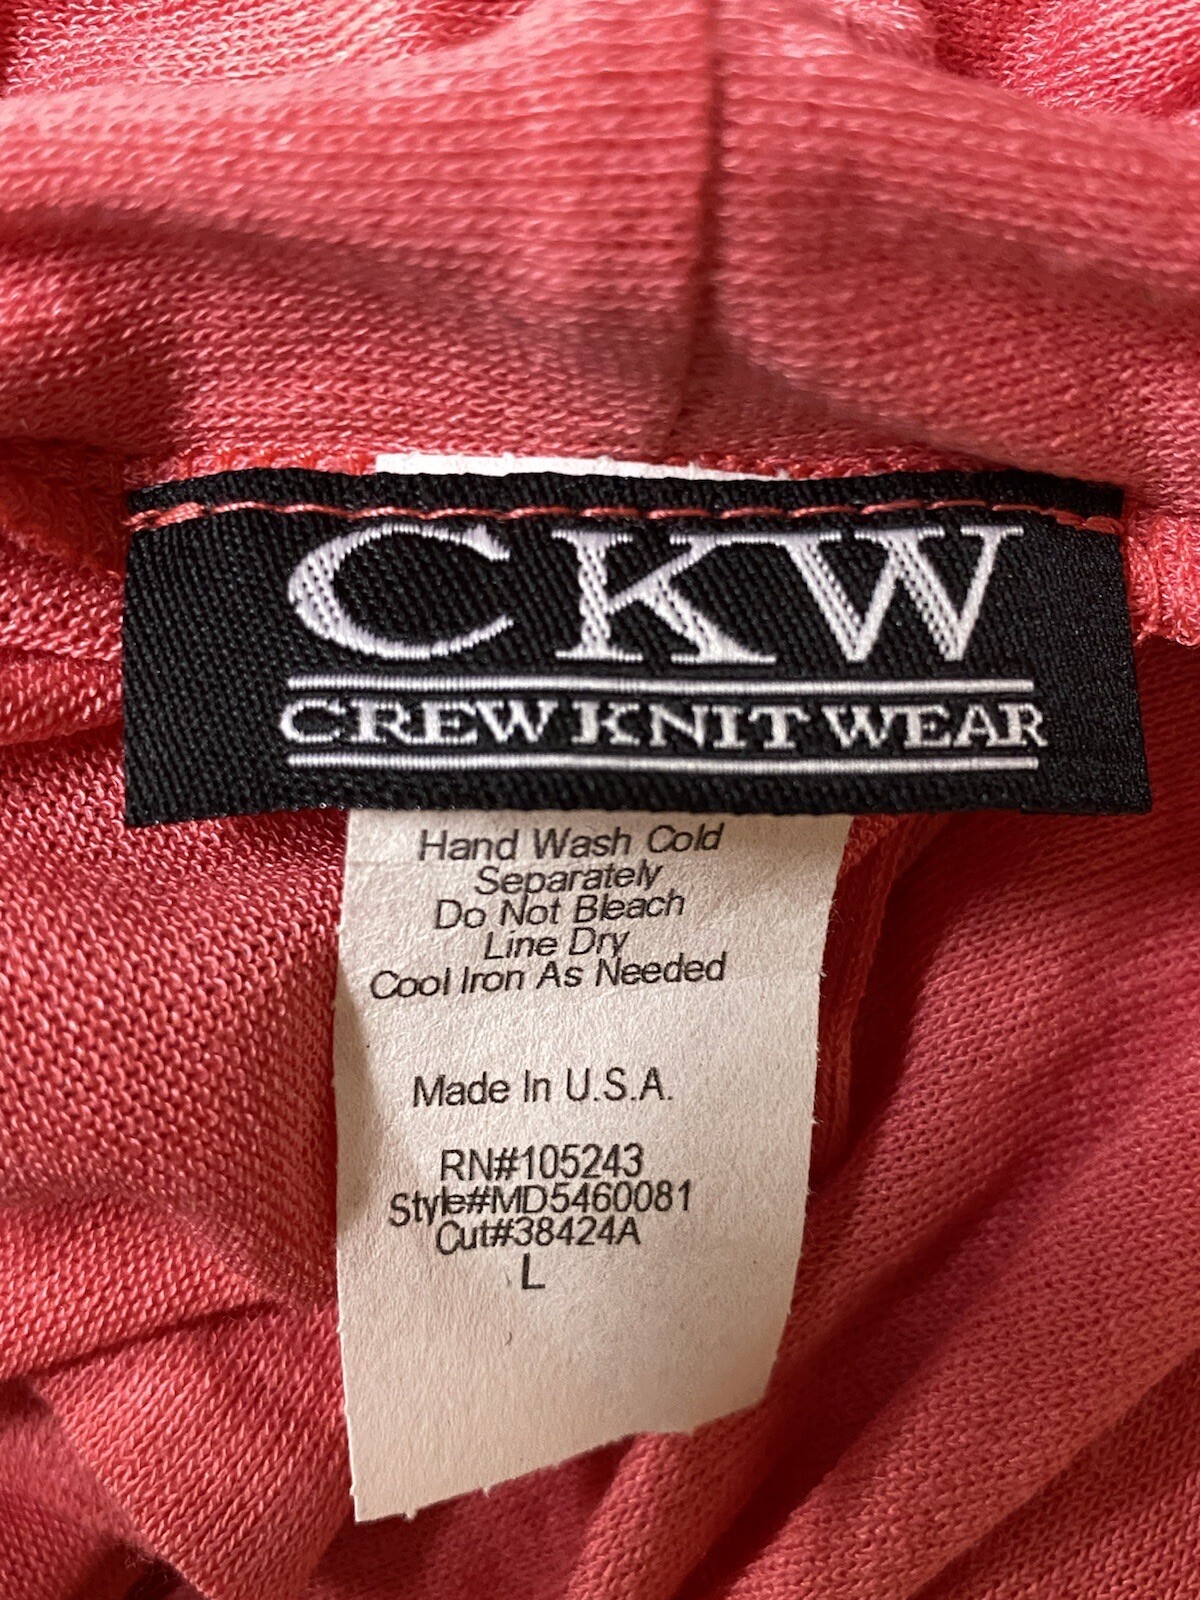 CKW
CREW KNIT WEAR
Hand Wash Cold
Separately
Do Not Bleach
Line Dry
Cool Iron As Needed
Made In U.S.A.
RN#105243
Style#MD5460081
Cut#38424A
L